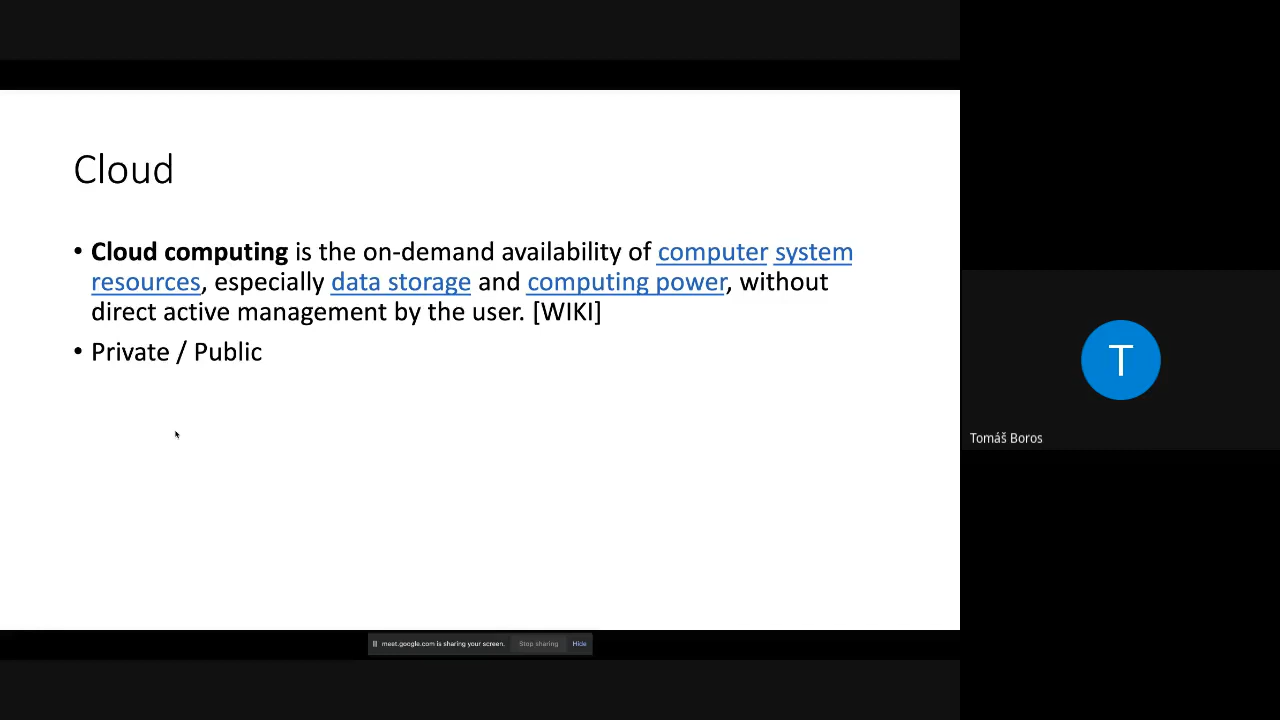 Cloud
• Cloud computing is the on-demand availability of computer system
resources, especially data storage and computing power, without
direct active management by the user. [WIKI]
• Private / Public
T
Tomáš Boros
meet.google.com is sharing your screen. Stop sharing Hide